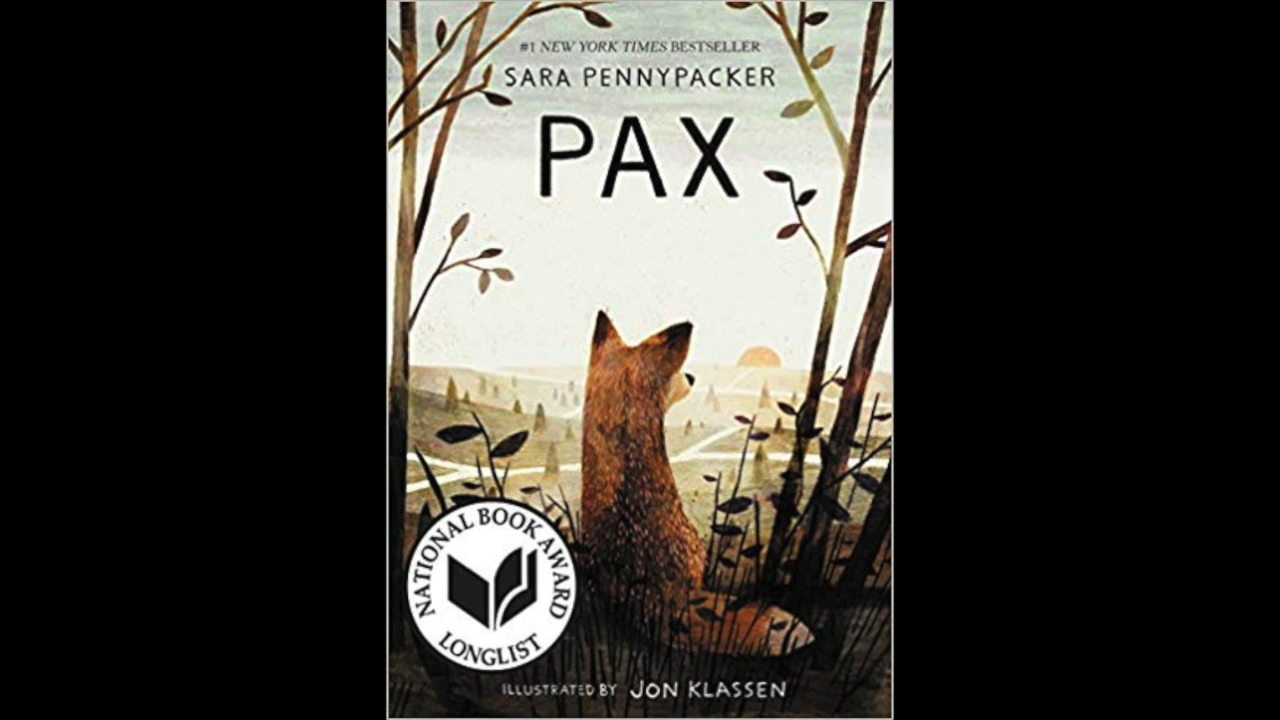 #1 NEW YORK TIMES BESTSELLER
SARA PENNYPACKER
PAX
NATIONAL BOOK AWARD
LONGLIST
ILLUSTRATED BY JON KLASSEN